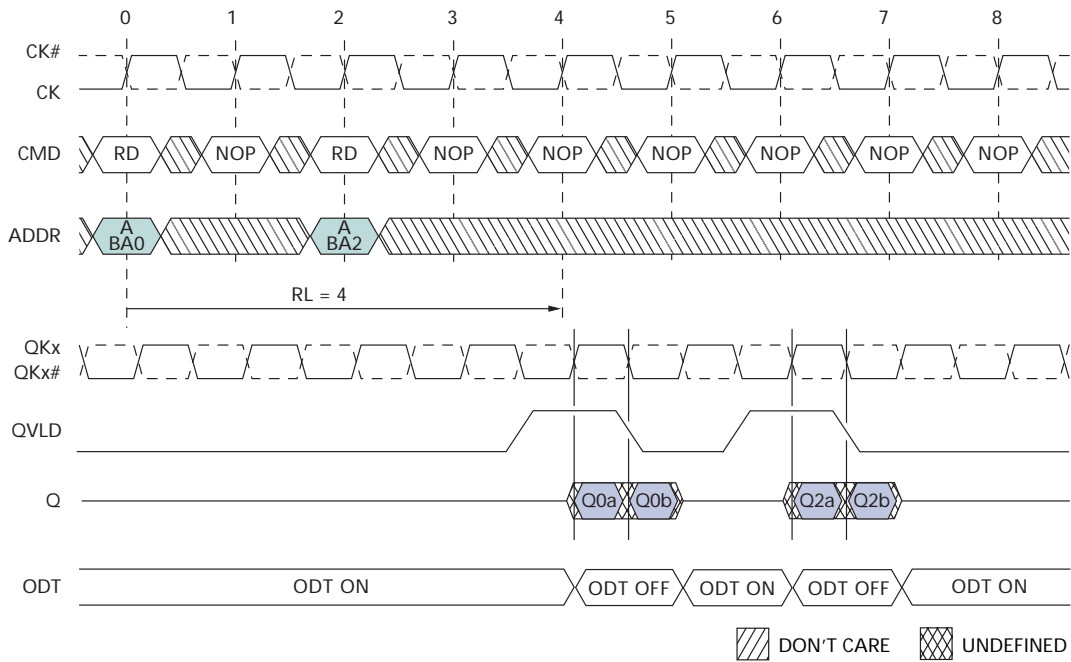 0 1 2 3 4 5 6 7 8
CK#
CK
CMD RD NOP RD NOP NOP NOP NOP NOP NOP
ADDR A BA0 A BA2
RL = 4
QKx
QKx#
QVLD
Q Q0a Q0b Q2a Q2b
ODT ODT ON ODT OFF ODT ON ODT OFF ODT ON
DON'T CARE UNDEFINED